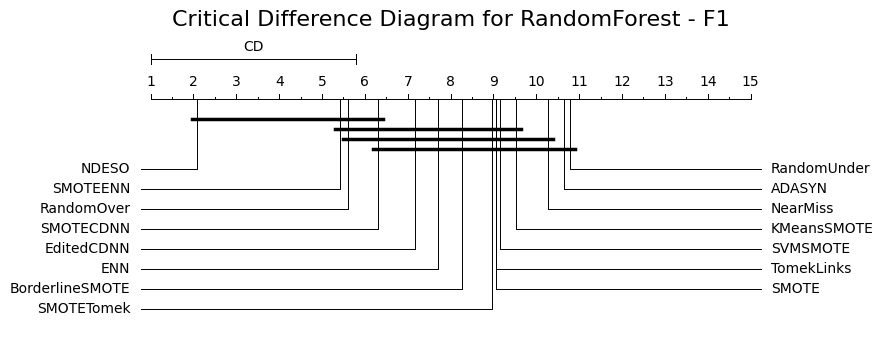 Critical Difference Diagram for RandomForest - F1
CD
1 2 3 4 5 6 7 8 9 10 11 12 13 14 15
NDESO RandomUnder
SMOTEENN ADASYN
RandomOver NearMiss
SMOTECDNN KMeansSMOTE
EditedCDNN SVMSMOTE
ENN TomekLinks
BorderlineSMOTE SMOTE
SMOTETomek